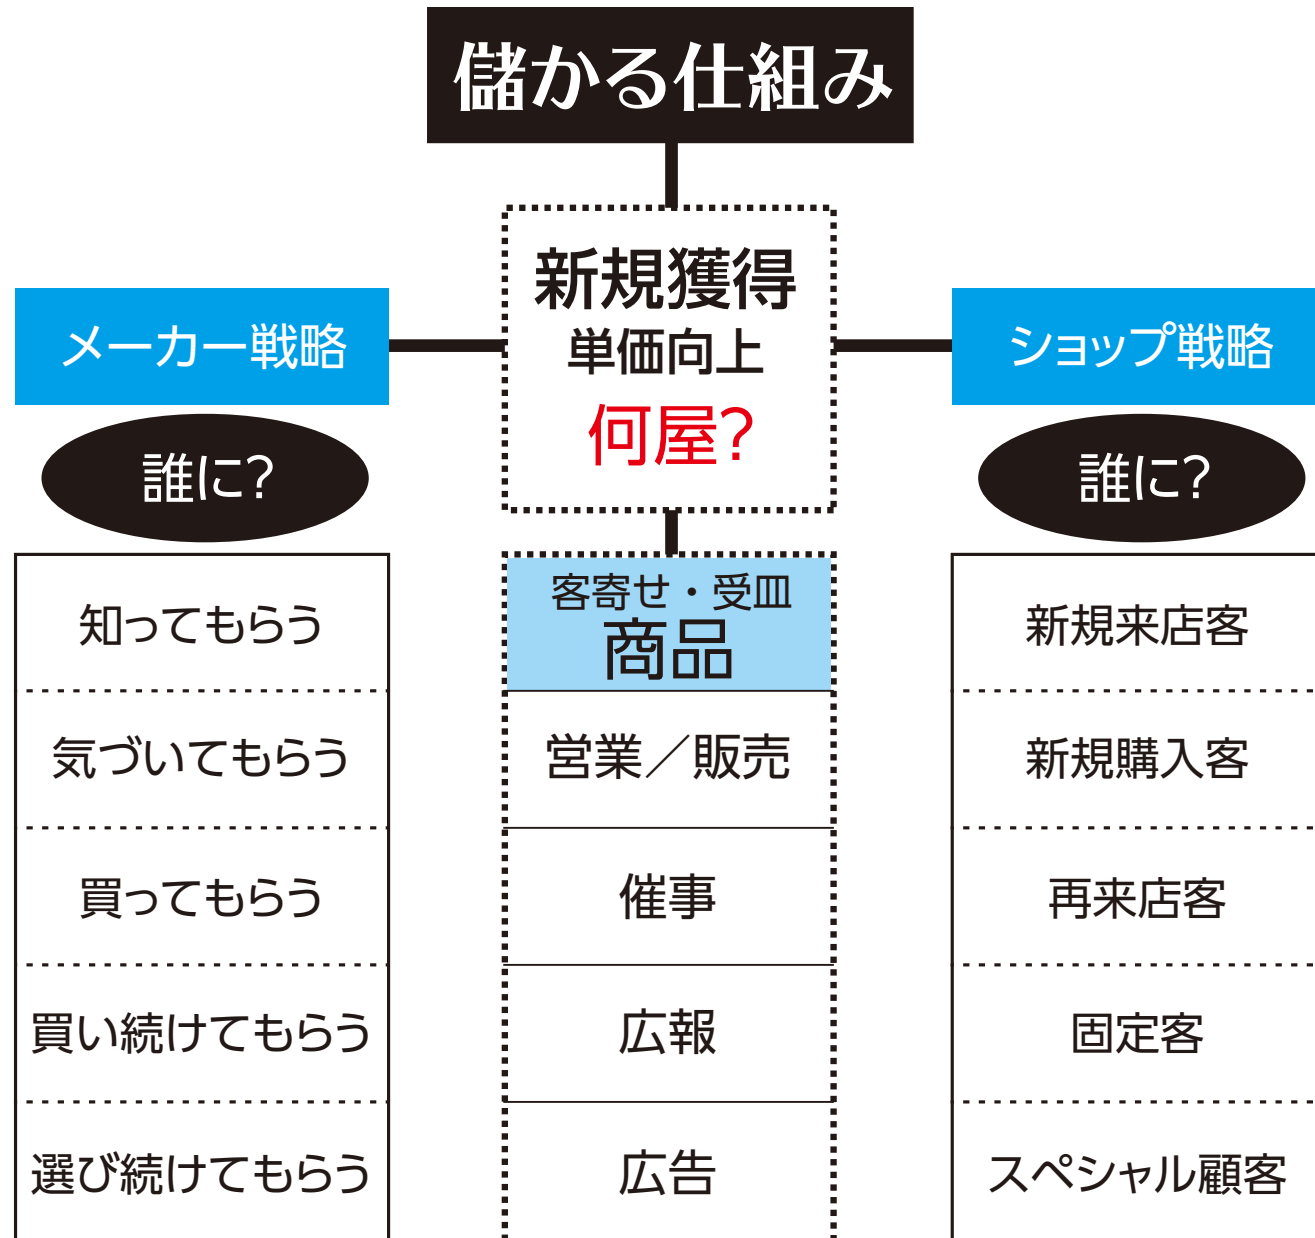 儲かる仕組み
新規獲得
単価向上
何屋?
メーカー戦略
誰に?
知ってもらう
気づいてもらう
買ってもらう
買い続けてもらう
選び続けてもらう
客寄せ・受皿
商品
営業／販売
催事
広報
広告
ショップ戦略
誰に?
新規来店客
新規購入客
再来店客
固定客
スペシャル顧客